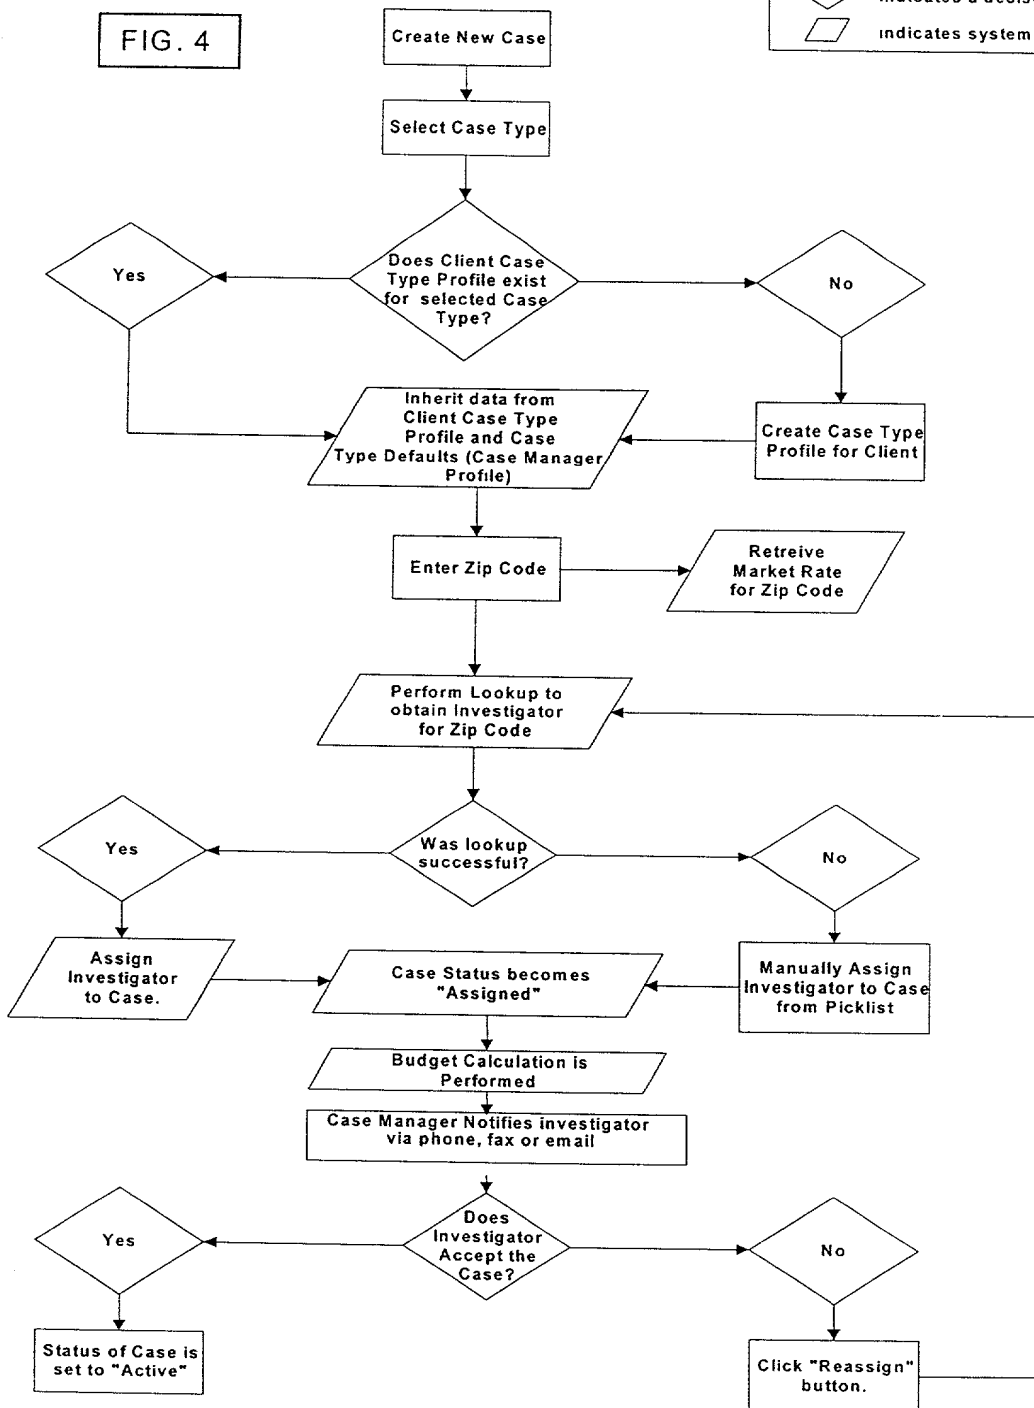 FIG. 4
indicates a decis
indicates system
Create New Case
Select Case Type
Does Client Case
Type Profile exist
for selected Case
Type?
Yes
No
Inherit data from
Client Case Type
Profile and Case
Type Defaults (Case Manager
Profile)
Create Case Type
Profile for Client
Enter Zip Code
Retreive
Market Rate
for Zip Code
Perform Lookup to
obtain Investigator
for Zip Code
Was lookup
successful?
Yes
No
Assign
Investigator
to Case.
Case Status becomes
"Assigned"
Manually Assign
Investigator to Case
from Picklist
Budget Calculation is
Performed
Case Manager Notifies investigator
via phone, fax or email
Does
Investigator
Accept the
Case?
Yes
No
Status of Case is
set to "Active"
Click "Reassign"
button.